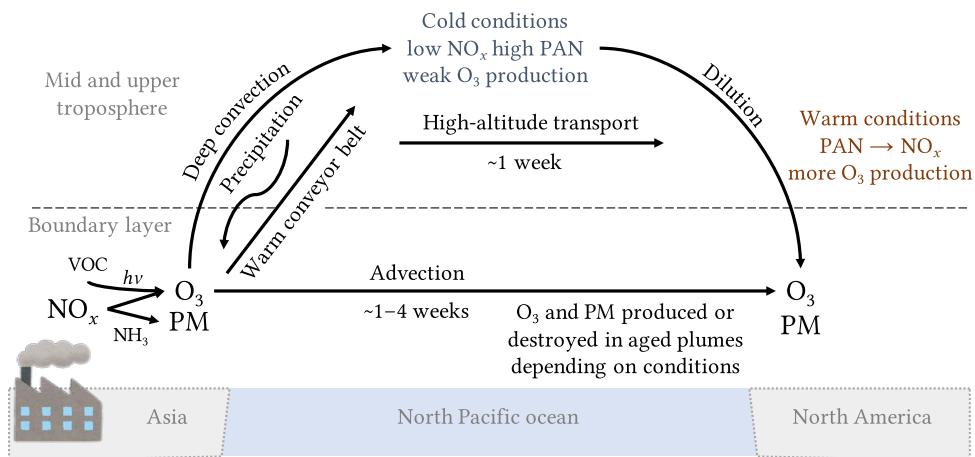 Cold conditions
low NOₓ high PAN
weak O₃ production
Mid and upper
troposphere
Deep convection
Precipitation
Warm conveyor belt
High-altitude transport
~1 week
Dilution
Warm conditions
PAN → NOₓ
more O₃ production
Boundary layer
VOC
hν
NOₓ
NH₃
O₃
PM
Advection
~1–4 weeks
O₃ and PM produced or
destroyed in aged plumes
depending on conditions
O₃
PM
Asia
North Pacific ocean
North America